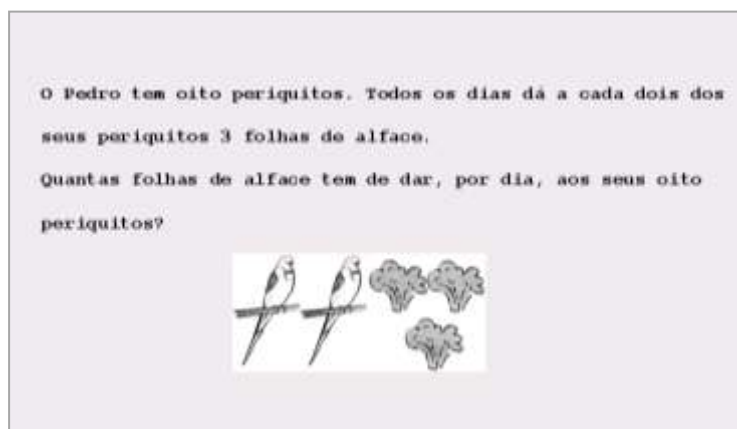 O Pedro tem oito periquitos. Todos os dias dá a cada dois dos
seus periquitos 3 folhas de alface.
Quantas folhas de alface tem de dar, por dia, aos seus oito
periquitos?